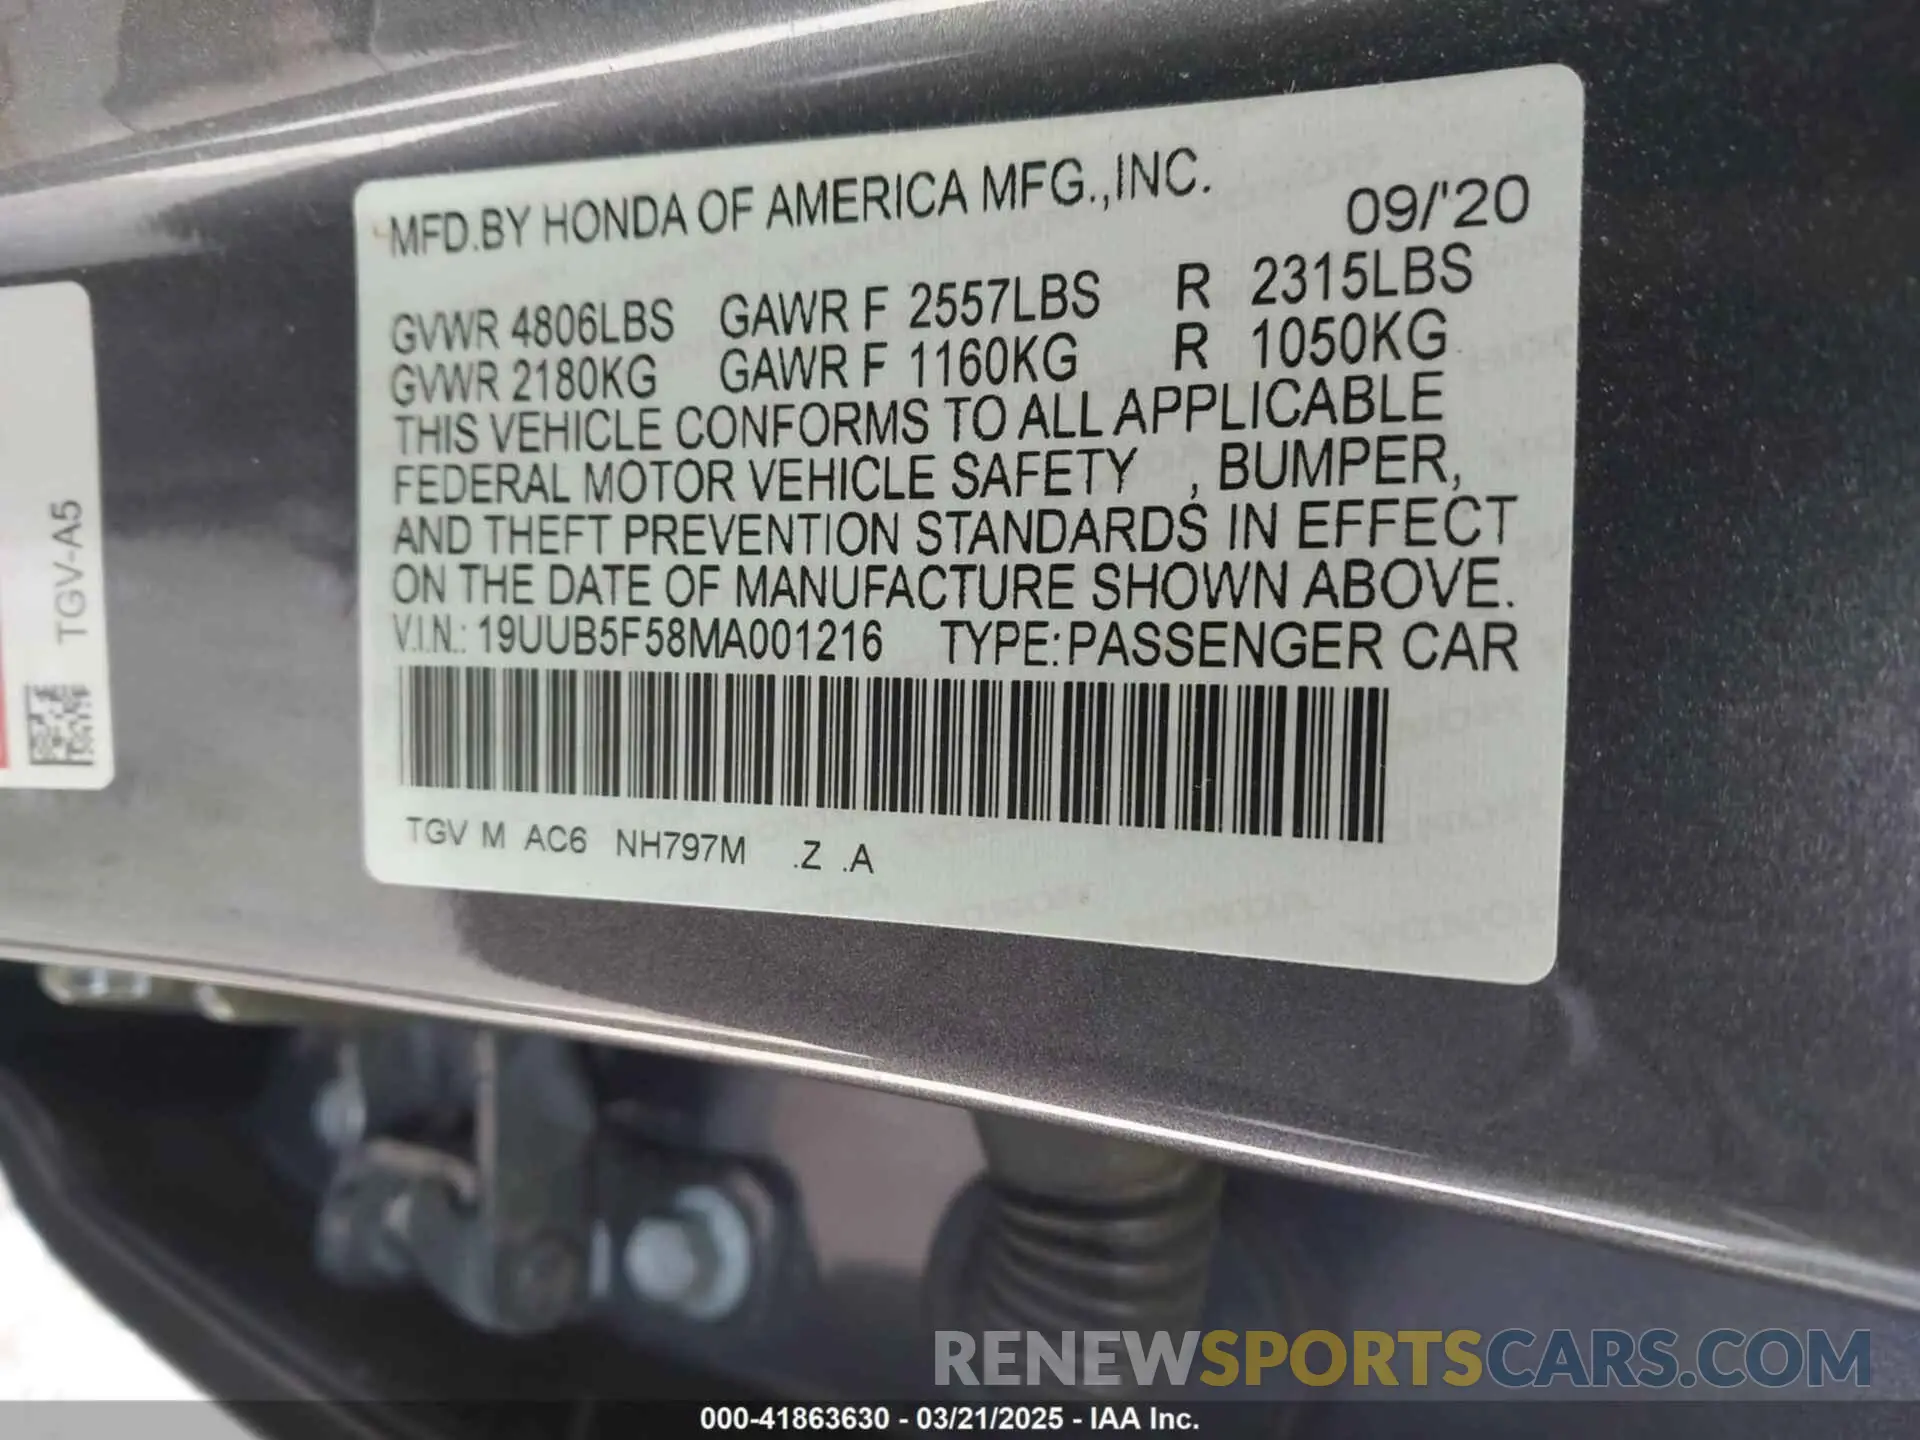 MFD.BY HONDA OF AMERICA MFG.,INC.
09/'20
GVWR 4806LBS GAWR F 2557LBS R 2315LBS
GVWR 2180KG GAWR F 1160KG R 1050KG
THIS VEHICLE CONFORMS TO ALL APPLICABLE
FEDERAL MOTOR VEHICLE SAFETY , BUMPER,
AND THEFT PREVENTION STANDARDS IN EFFECT
ON THE DATE OF MANUFACTURE SHOWN ABOVE.
V.I.N.: 19UUB5F58MA001216 TYPE:PASSENGER CAR
TGV M AC6 NH797M .Z .A
TGV-A5
RENEWSPORTSCARS.COM
000-41863630 - 03/21/2025 - IAA Inc.